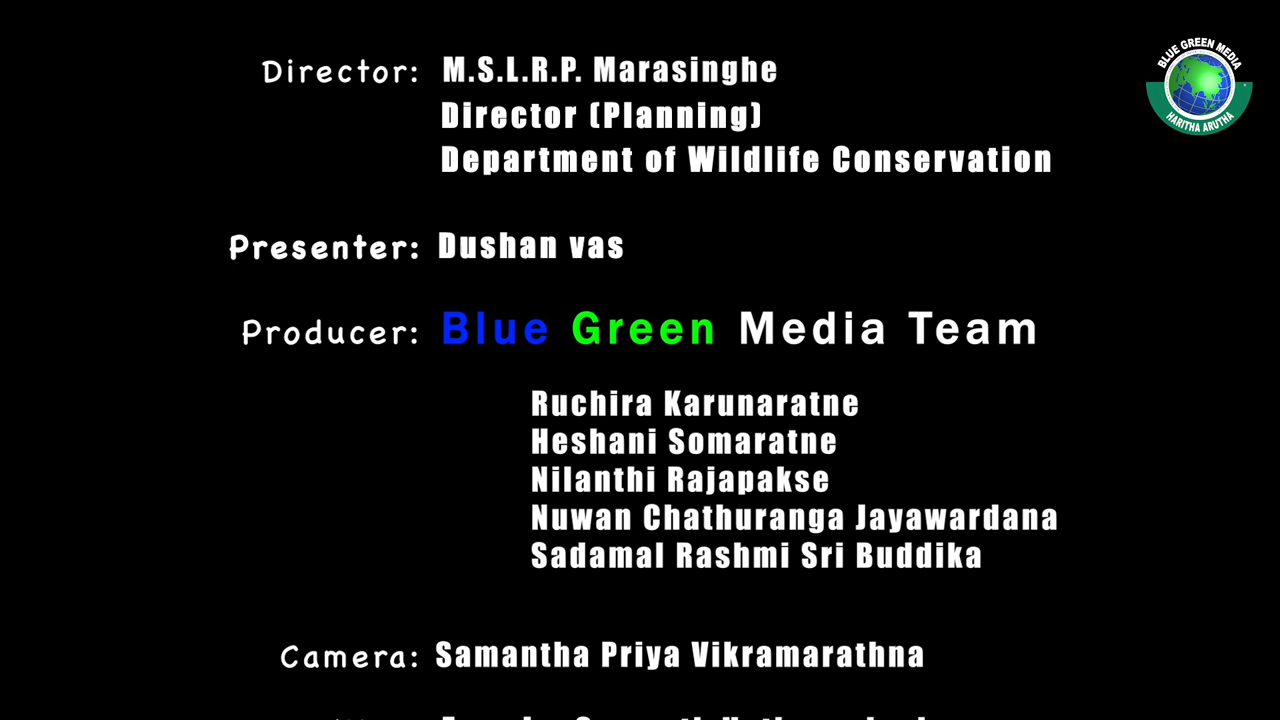 Director: M.S.L.R.P. Marasinghe
Director (Planning)
Department of Wildlife Conservation
BLUE GREEN MEDIA
HARITHA ARUTHA
Presenter: Dushan vas
Producer: Blue Green Media Team
Ruchira Karunaratne
Heshani Somaratne
Nilanthi Rajapakse
Nuwan Chathuranga Jayawardana
Sadamal Rashmi Sri Buddika
Camera: Samantha Priya Vikramarathna